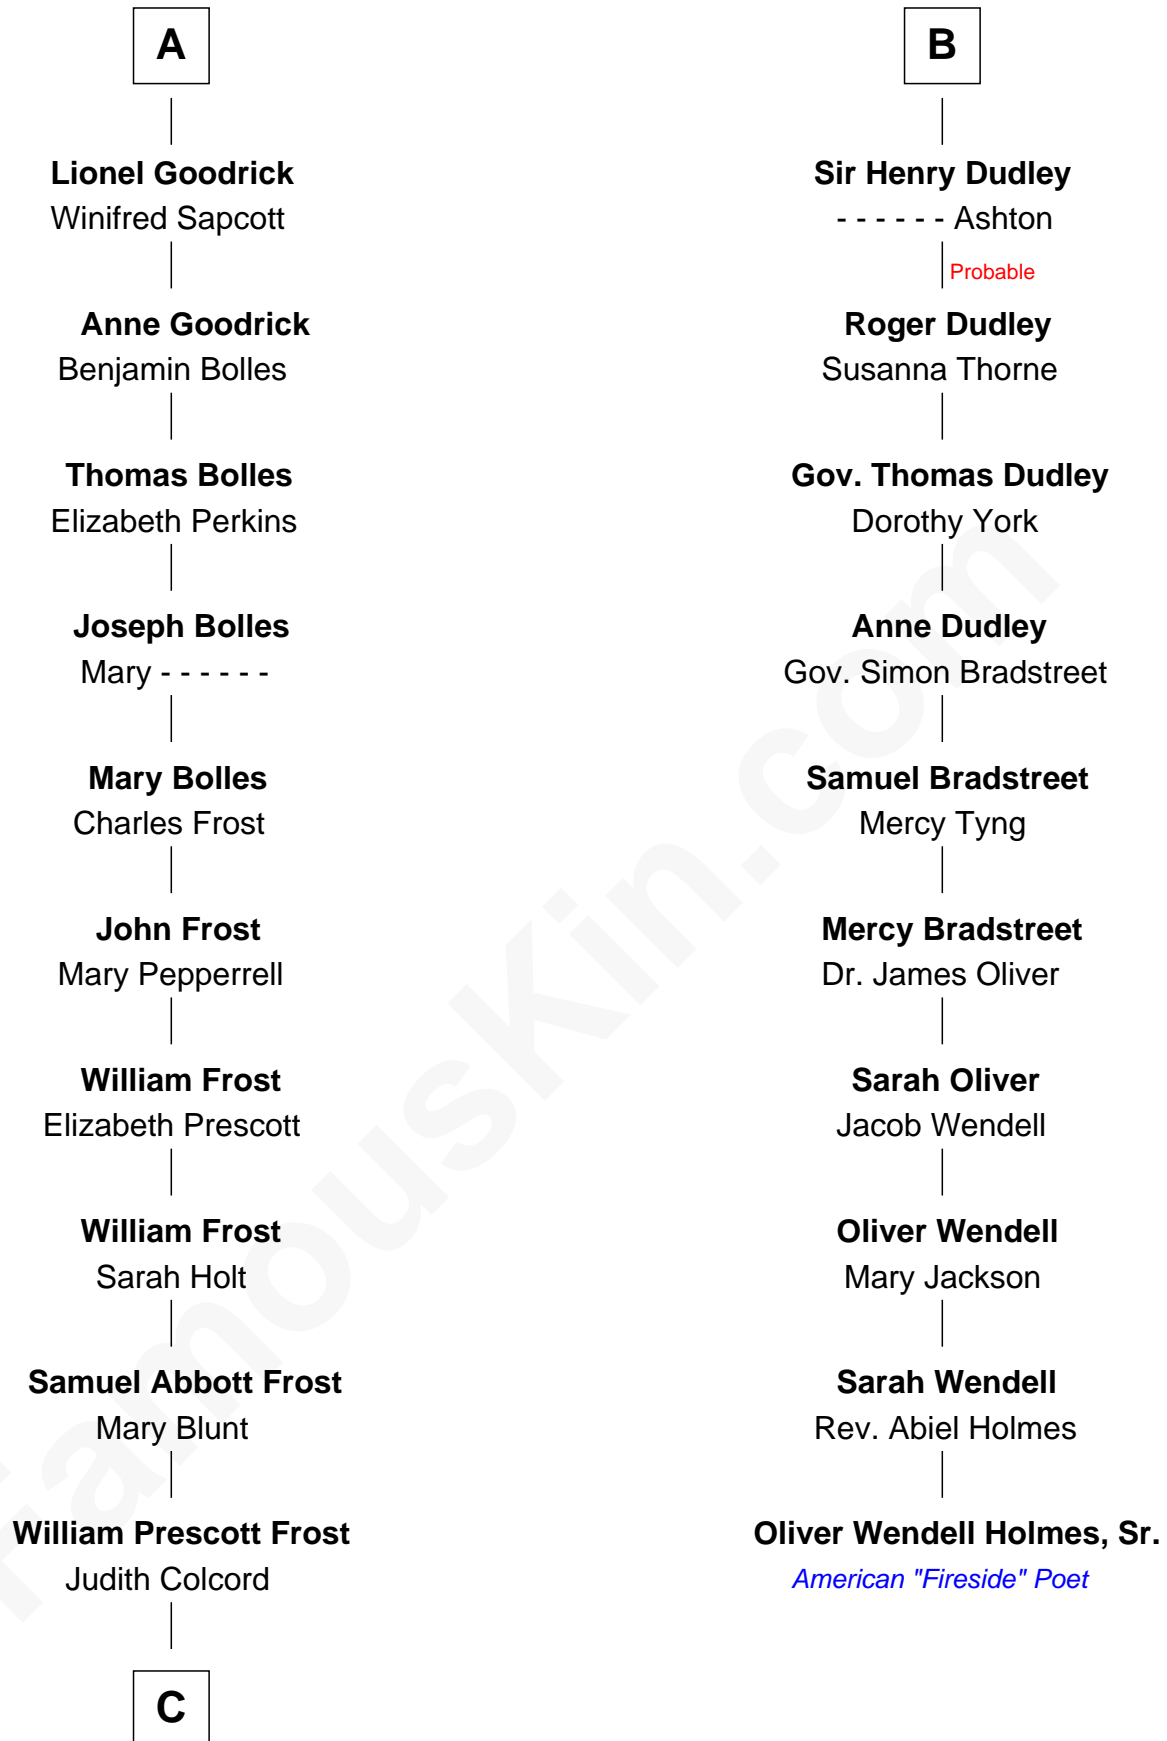 A
Lionel Goodrick
Winifred Sapcott
Anne Goodrick
Benjamin Bolles
Thomas Bolles
Elizabeth Perkins
Joseph Bolles
Mary - - - - - -
Mary Bolles
Charles Frost
John Frost
Mary Pepperrell
William Frost
Elizabeth Prescott
William Frost
Sarah Holt
Samuel Abbott Frost
Mary Blunt
William Prescott Frost
Judith Colcord
C
B
Sir Henry Dudley
- - - - - - Ashton
Probable
Roger Dudley
Susanna Thorne
Gov. Thomas Dudley
Dorothy York
Anne Dudley
Gov. Simon Bradstreet
Samuel Bradstreet
Mercy Tyng
Mercy Bradstreet
Dr. James Oliver
Sarah Oliver
Jacob Wendell
Oliver Wendell
Mary Jackson
Sarah Wendell
Rev. Abiel Holmes
Oliver Wendell Holmes, Sr.
American "Fireside" Poet
FamousKin.com